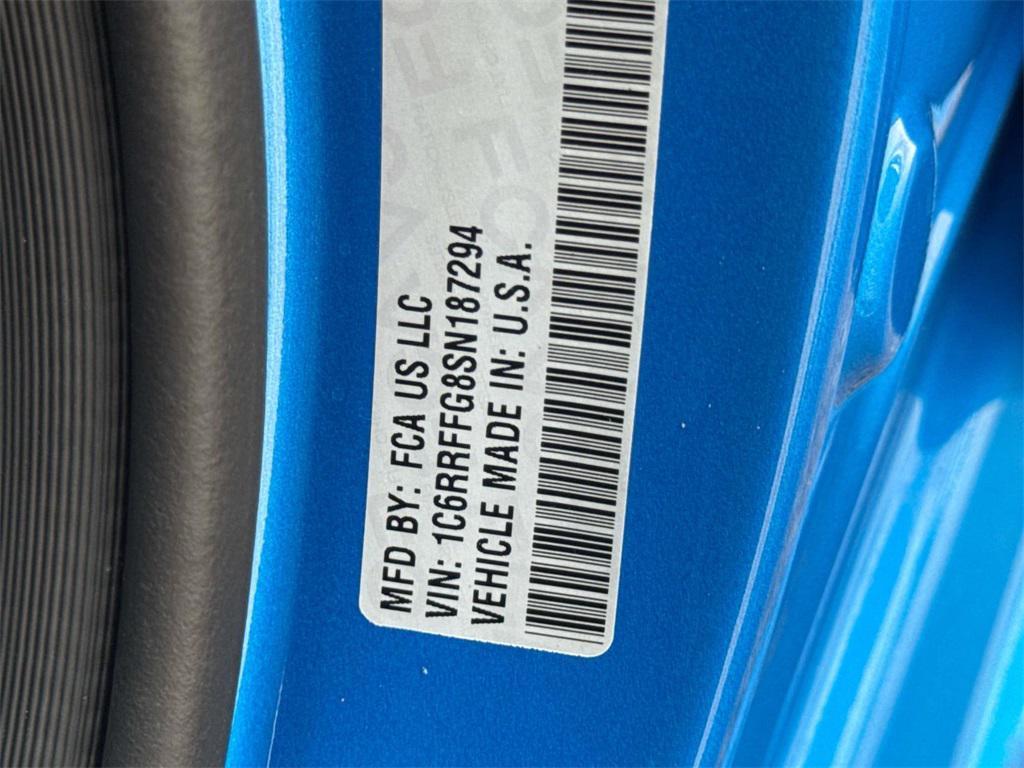 MFD BY: FCA US LLC
VIN: 1C6RRFFG8SN187294
VEHICLE MADE IN: U.S.A.